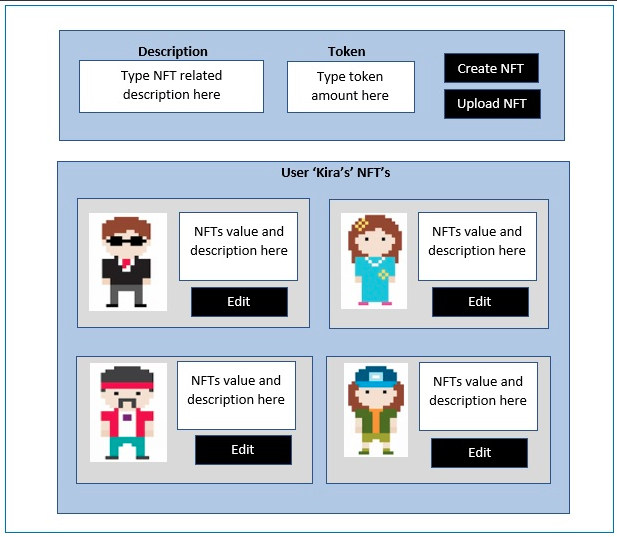 Description
Token
Type NFT related
description here
Type token
amount here
Create NFT
Upload NFT
User ‘Kira’s’ NFT’s
NFTs value and
description here
Edit
NFTs value and
description here
Edit
NFTs value and
description here
Edit
NFTs value and
description here
Edit